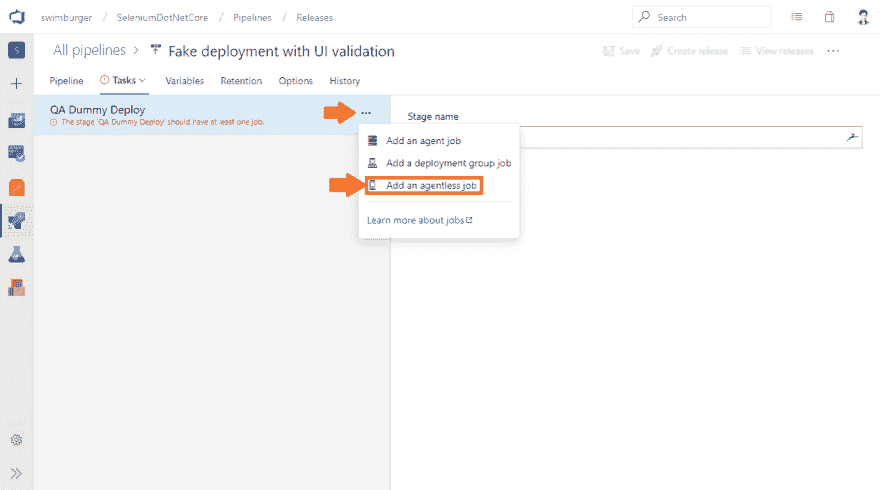 swimburger / SeleniumDotNetCore / Pipelines / Releases
Search
S
All pipelines > Fake deployment with UI validation
Save Create release View releases ...
Pipeline Tasks Variables Retention Options History
QA Dummy Deploy
The stage 'QA Dummy Deploy' should have at least one job.
...
Stage name
Add an agent job
Add a deployment group job
Add an agentless job
Learn more about jobs